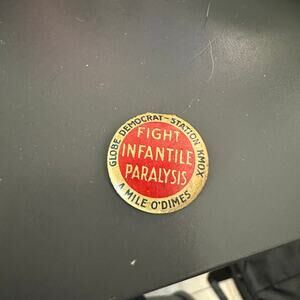 GLOBE DEMOCRAT-STATION KMOX
FIGHT
INFANTILE
PARALYSIS
A MILE O'DIMES